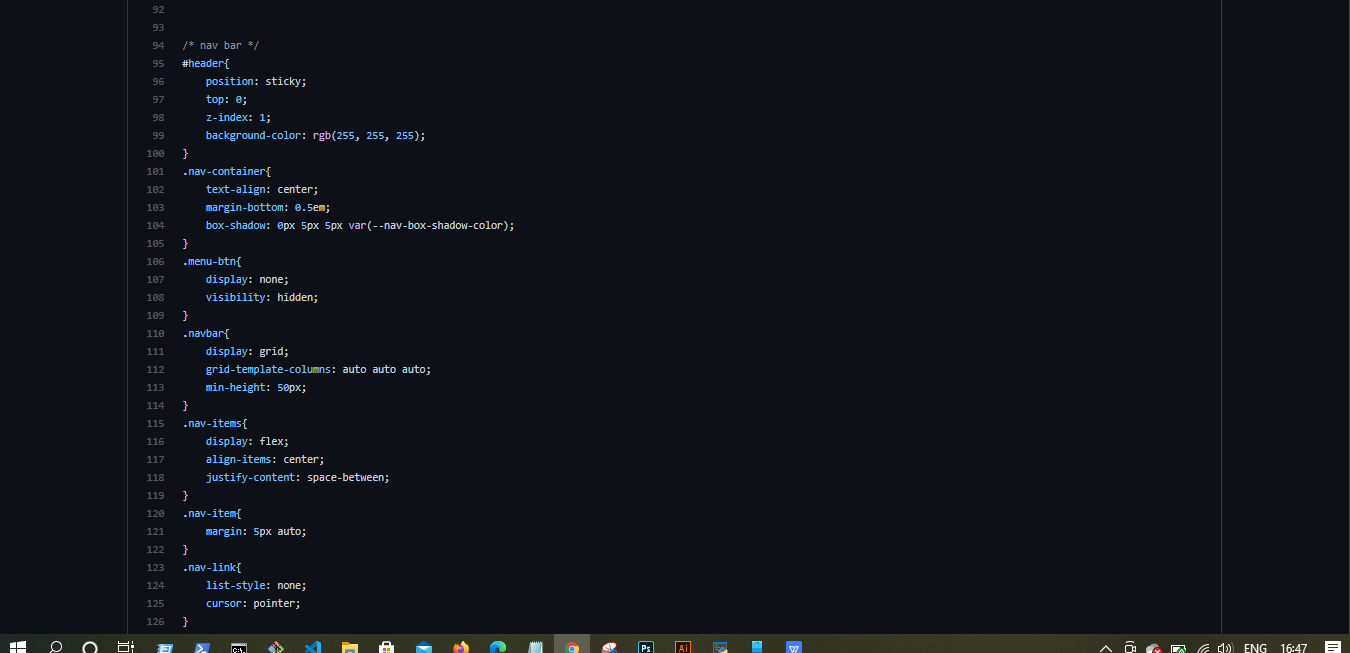 92
93
94 /* nav bar */
95 #header{
96     position: sticky;
97     top: 0;
98     z-index: 1;
99     background-color: rgb(255, 255, 255);
100 }
101 .nav-container{
102     text-align: center;
103     margin-bottom: 0.5em;
104     box-shadow: 0px 5px 5px var(--nav-box-shadow-color);
105 }
106 .menu-btn{
107     display: none;
108     visibility: hidden;
109 }
110 .navbar{
111     display: grid;
112     grid-template-columns: auto auto auto;
113     min-height: 50px;
114 }
115 .nav-items{
116     display: flex;
117     align-items: center;
118     justify-content: space-between;
119 }
120 .nav-item{
121     margin: 5px auto;
122 }
123 .nav-link{
124     list-style: none;
125     cursor: pointer;
126 }
Ps Ai ENG 16:47